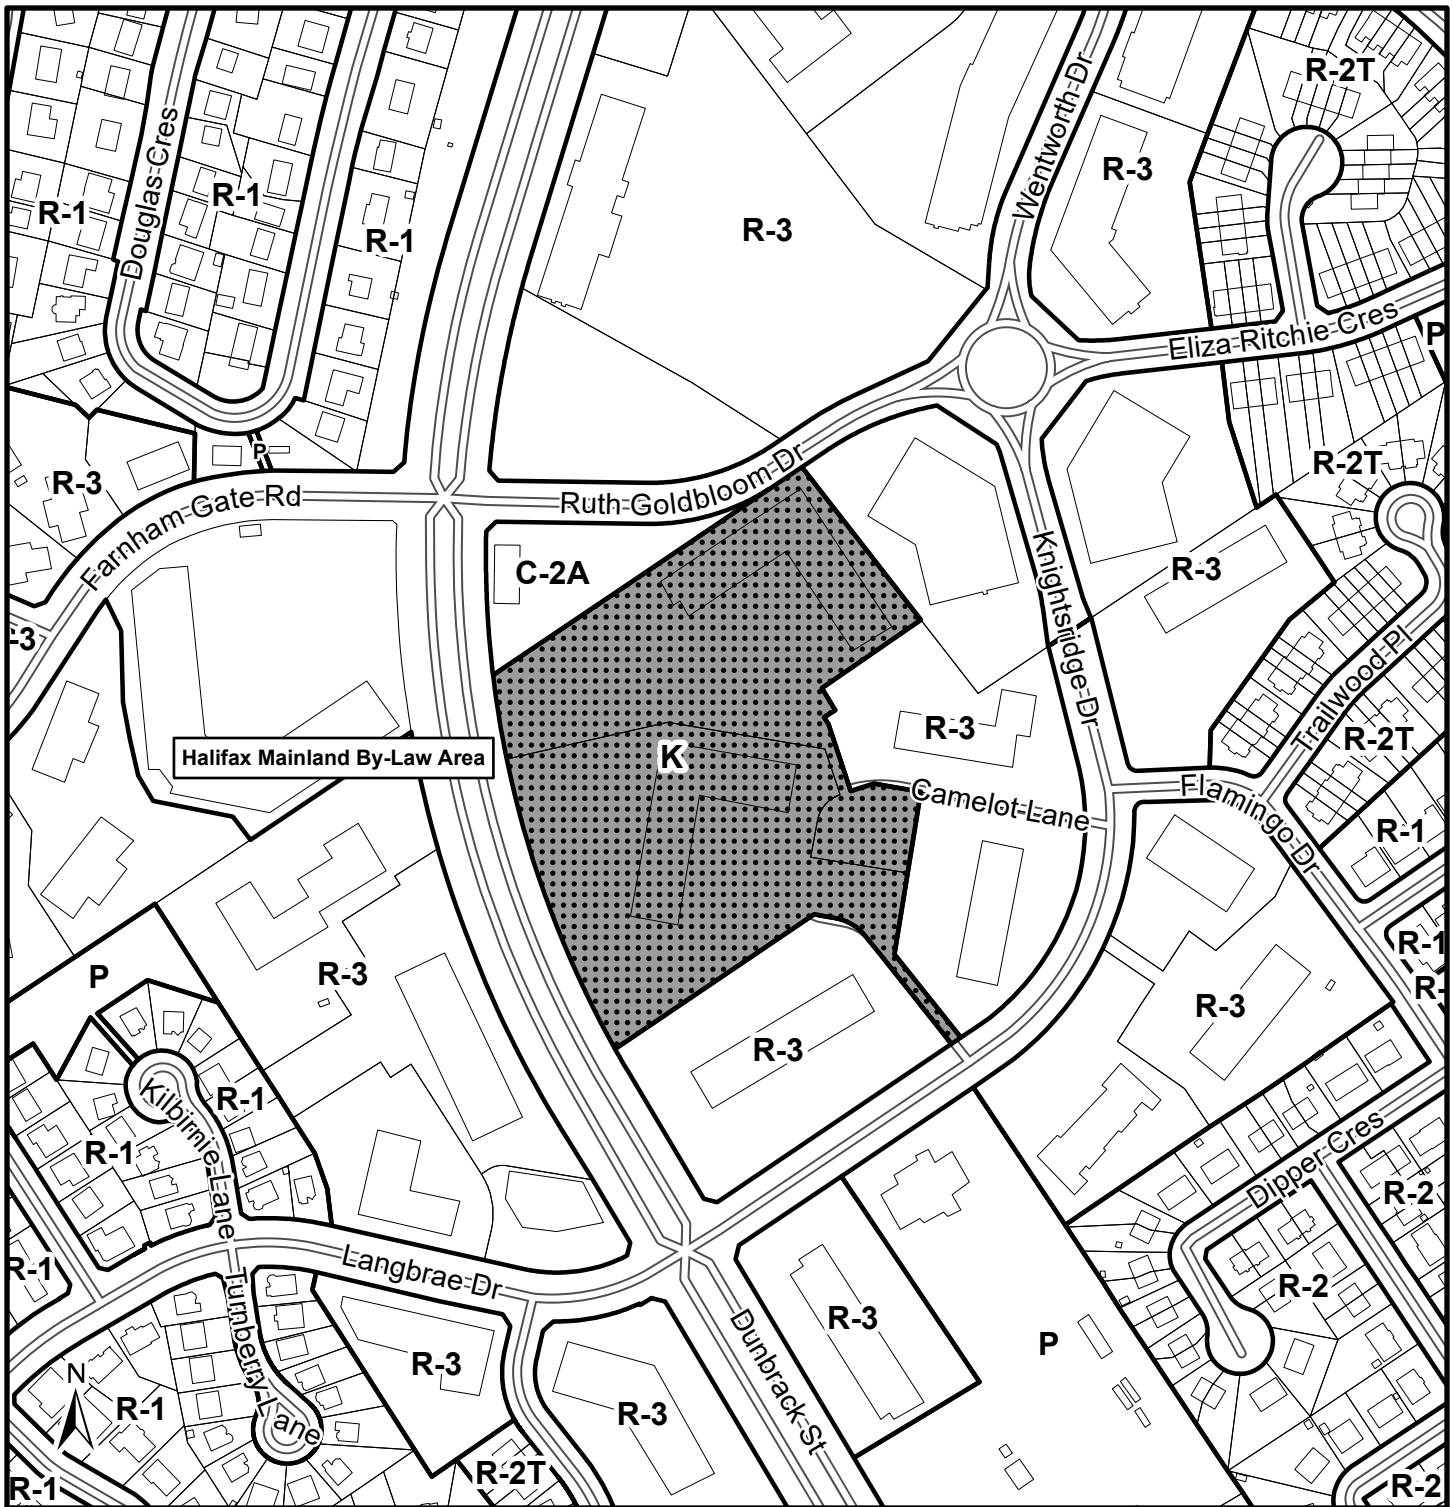 R-2T
Wentworth Dr
Douglas Cres
R-3
R-1
R-1
R-1
R-3
Eliza Ritchie Cres
P
P
R-3
R-2T
Ruth Goldbloom Dr
Farnham Gate Rd
C-2A
Knightsridge Dr
R-3
-3
Trailwood Pl
R-3
R-2T
Halifax Mainland By-Law Area
K
Camelot Lane
Flamingo Dr
R-1
R-1
P
R-3
R-
R-3
R-3
Kilbirnie Lane
R-1
R-1
Dipper Cres
R-2
R-1
Langbrae Dr
R-2
Turnberry Lane
Dunbrack St
R-3
P
R-3
N
R-1
R-3
R-2T
R-1
R-2